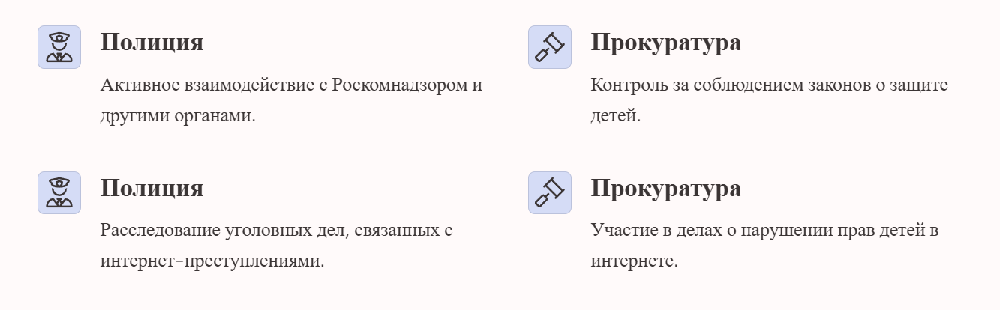 Полиция
Активное взаимодействие с Роскомнадзором и
другими органами.
Прокуратура
Контроль за соблюдением законов о защите
детей.
Полиция
Расследование уголовных дел, связанных с
интернет-преступлениями.
Прокуратура
Участие в делах о нарушении прав детей в
интернете.